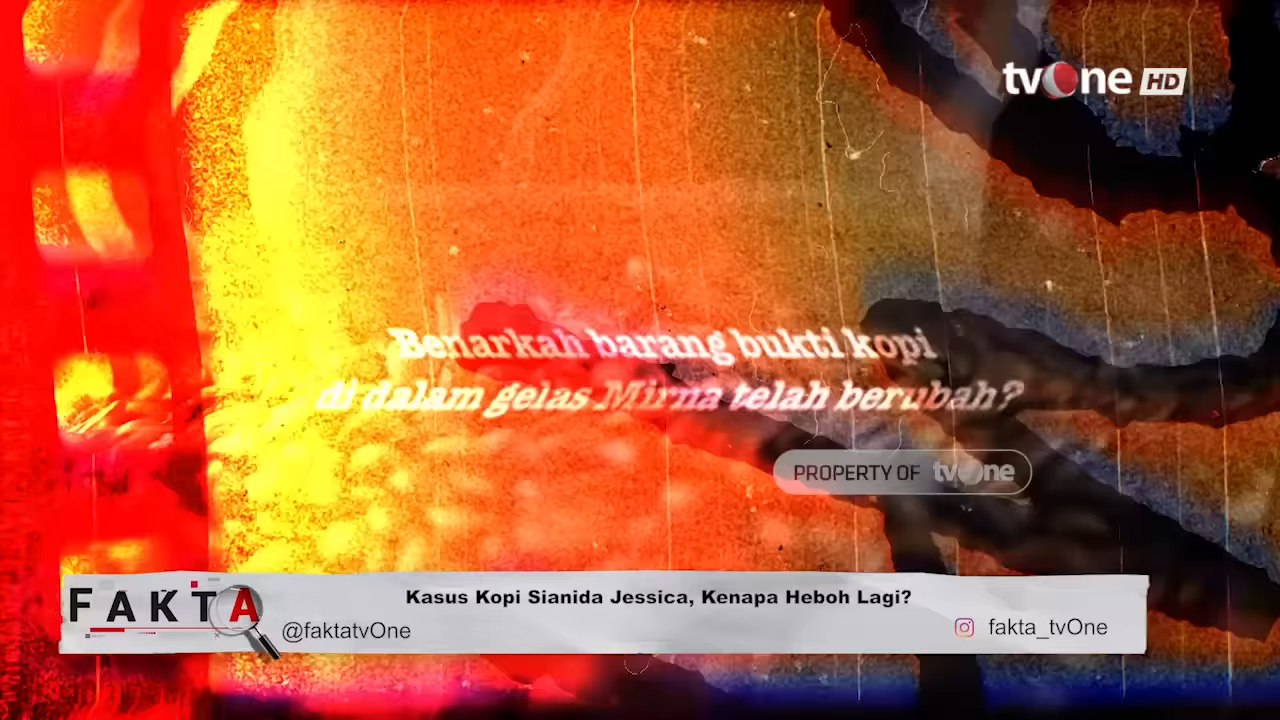 tvOne HD
Benarkah barang bukti kopi
di dalam gelas Mirna telah berubah?
PROPERTY OF tvOne
FAKTA
Kasus Kopi Sianida Jessica, Kenapa Heboh Lagi?
@faktatvOne
fakta_tvOne